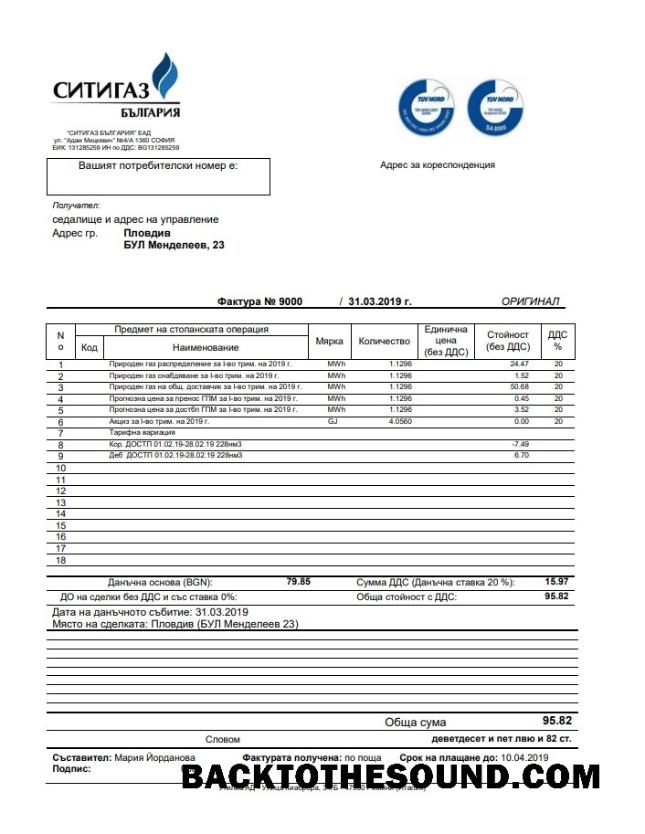 СИТИГАЗ
БЪЛГАРИЯ
"СИТИГАЗ БЪЛГАРИЯ" ЕАД
ул. "Адам Мицкевич" №4/А 1360 СОФИЯ
ЕИК: 131285259 ИН по ДДС: BG131285259
TÜV NORD TÜV NORD
SA 8000
Вашият потребителски номер е: Адрес за кореспонденция
Получател:
седалище и адрес на управление
Адрес гр. Пловдив
БУЛ Менделеев, 23
Фактура № 9000 / 31.03.2019 г. ОРИГИНАЛ
No Предмет на стопанската операция Мярка Количество Единична цена (без ДДС) Стойност (без ДДС) ДДС %
Код Наименование
1 Природен газ распределение за I-во трим. на 2019 г. MWh 1.1296 24.47 20
2 Природен газ снабдяване за I-во трим. на 2019 г. MWh 1.1296 1.52 20
3 Природен газ на общ. доставчик за I-во трим. на 2019 г. MWh 1.1296 50.68 20
4 Прогнозна цена за пренос ГПМ за I-во трим. на 2019 г. MWh 1.1296 0.45 20
5 Прогнозна цена за достбп ГПМ за I-во трим. на 2019 г. MWh 1.1296 3.52 20
6 Акциз за I-во трим. на 2019 г. GJ 4.0560 0.00 20
7 Тарифна вариация
8 Кор. ДОСТП 01.02.19-28.02.19 228нм3 -7.49
9 Деб ДОСТП 01.02.19-28.02.19 228нм3 6.70
10
11
12
13
14
15
16
17
18
Данъчна основа (BGN): 79.85 Сумма ДДС (Данъчна ставка 20 %): 15.97
ДО на сделки без ДДС и със ставка 0%: Обща стойност с ДДС: 95.82
Дата на данъчното събитие: 31.03.2019
Място на сделката: Пловдив (БУЛ Менделеев 23)
Обща сума 95.82
Словом деветдесет и пет лвю и 82 ст.
Съставител: Мария Йорданова Фактурата получена: по поща Срок на плащане до: 10.04.2019
Подпис:
BACKTOTHESOUND.COM